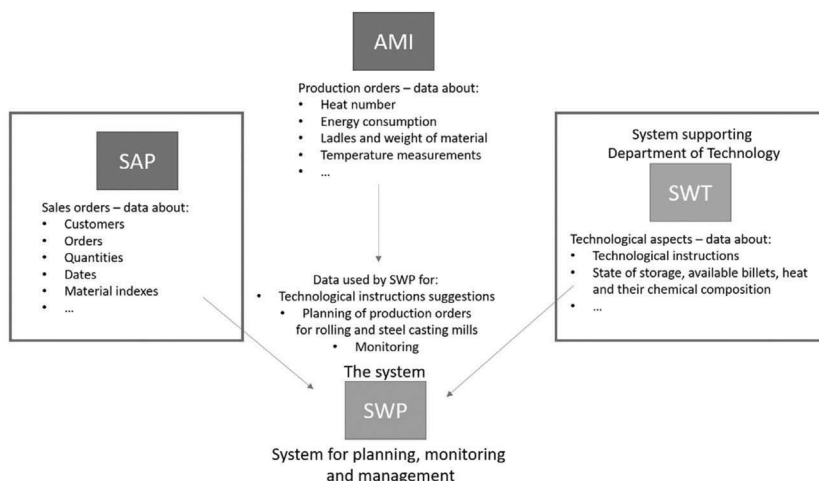 AMI
Production orders – data about:
• Heat number
• Energy consumption
• Ladles and weight of material
• Temperature measurements
• ...
SAP
Sales orders – data about:
• Customers
• Orders
• Quantities
• Dates
• Material indexes
• ...
System supporting
Department of Technology
SWT
Technological aspects – data about:
• Technological instructions
• State of storage, available billets, heat
and their chemical composition
• ...
Data used by SWP for:
• Technological instructions suggestions
• Planning of production orders
for rolling and steel casting mills
• Monitoring
The system
SWP
System for planning, monitoring
and management